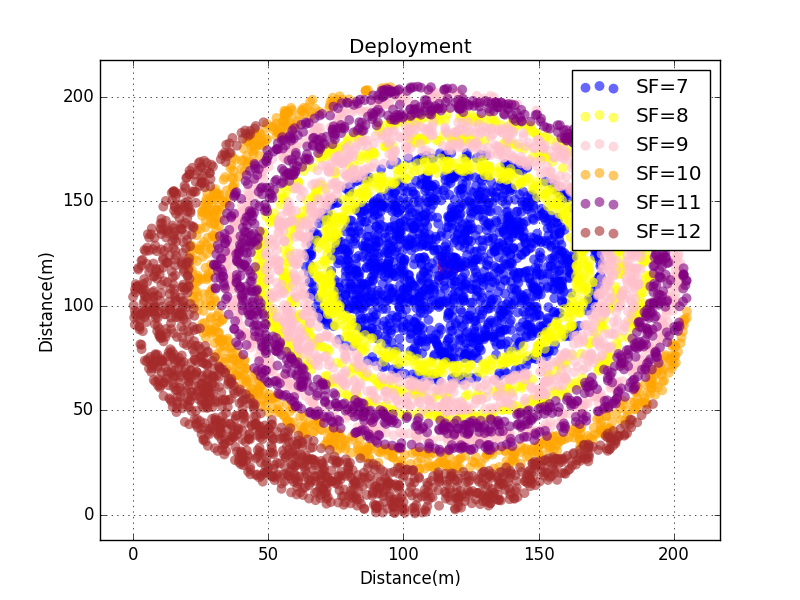 Deployment
SF=7
SF=8
SF=9
SF=10
SF=11
SF=12
200
150
100
50
0
Distance(m)
0 50 100 150 200
Distance(m)